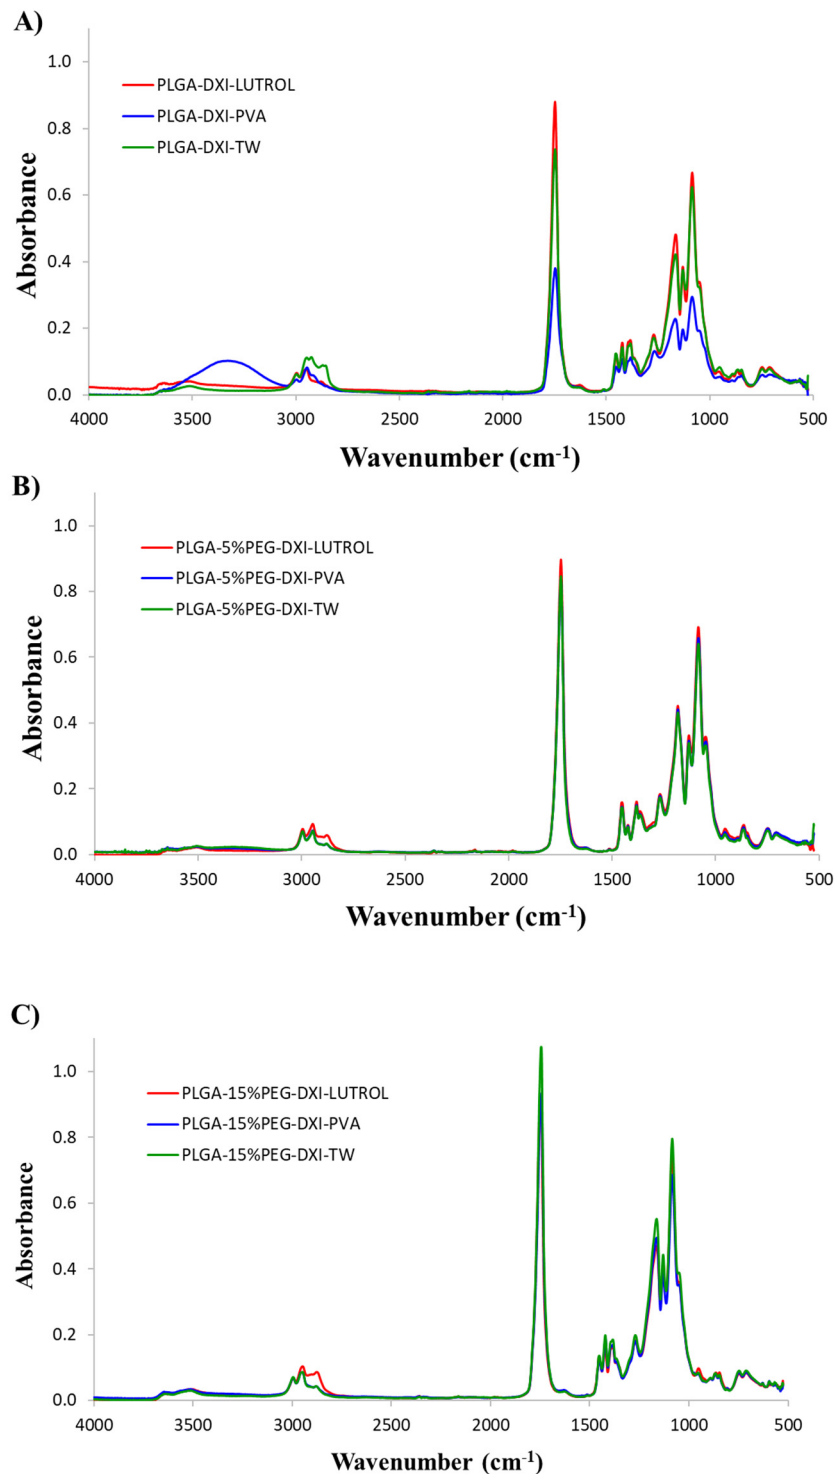 A)
1.0
0.8
0.6
0.4
0.2
0.0
Absorbance
PLGA-DXI-LUTROL
PLGA-DXI-PVA
PLGA-DXI-TW
4000 3500 3000 2500 2000 1500 1000 500
Wavenumber (cm-1)
B)
1.0
0.8
0.6
0.4
0.2
0.0
Absorbance
PLGA-5%PEG-DXI-LUTROL
PLGA-5%PEG-DXI-PVA
PLGA-5%PEG-DXI-TW
4000 3500 3000 2500 2000 1500 1000 500
Wavenumber (cm-1)
C)
1.0
0.8
0.6
0.4
0.2
0.0
Absorbance
PLGA-15%PEG-DXI-LUTROL
PLGA-15%PEG-DXI-PVA
PLGA-15%PEG-DXI-TW
4000 3500 3000 2500 2000 1500 1000 500
Wavenumber (cm-1)